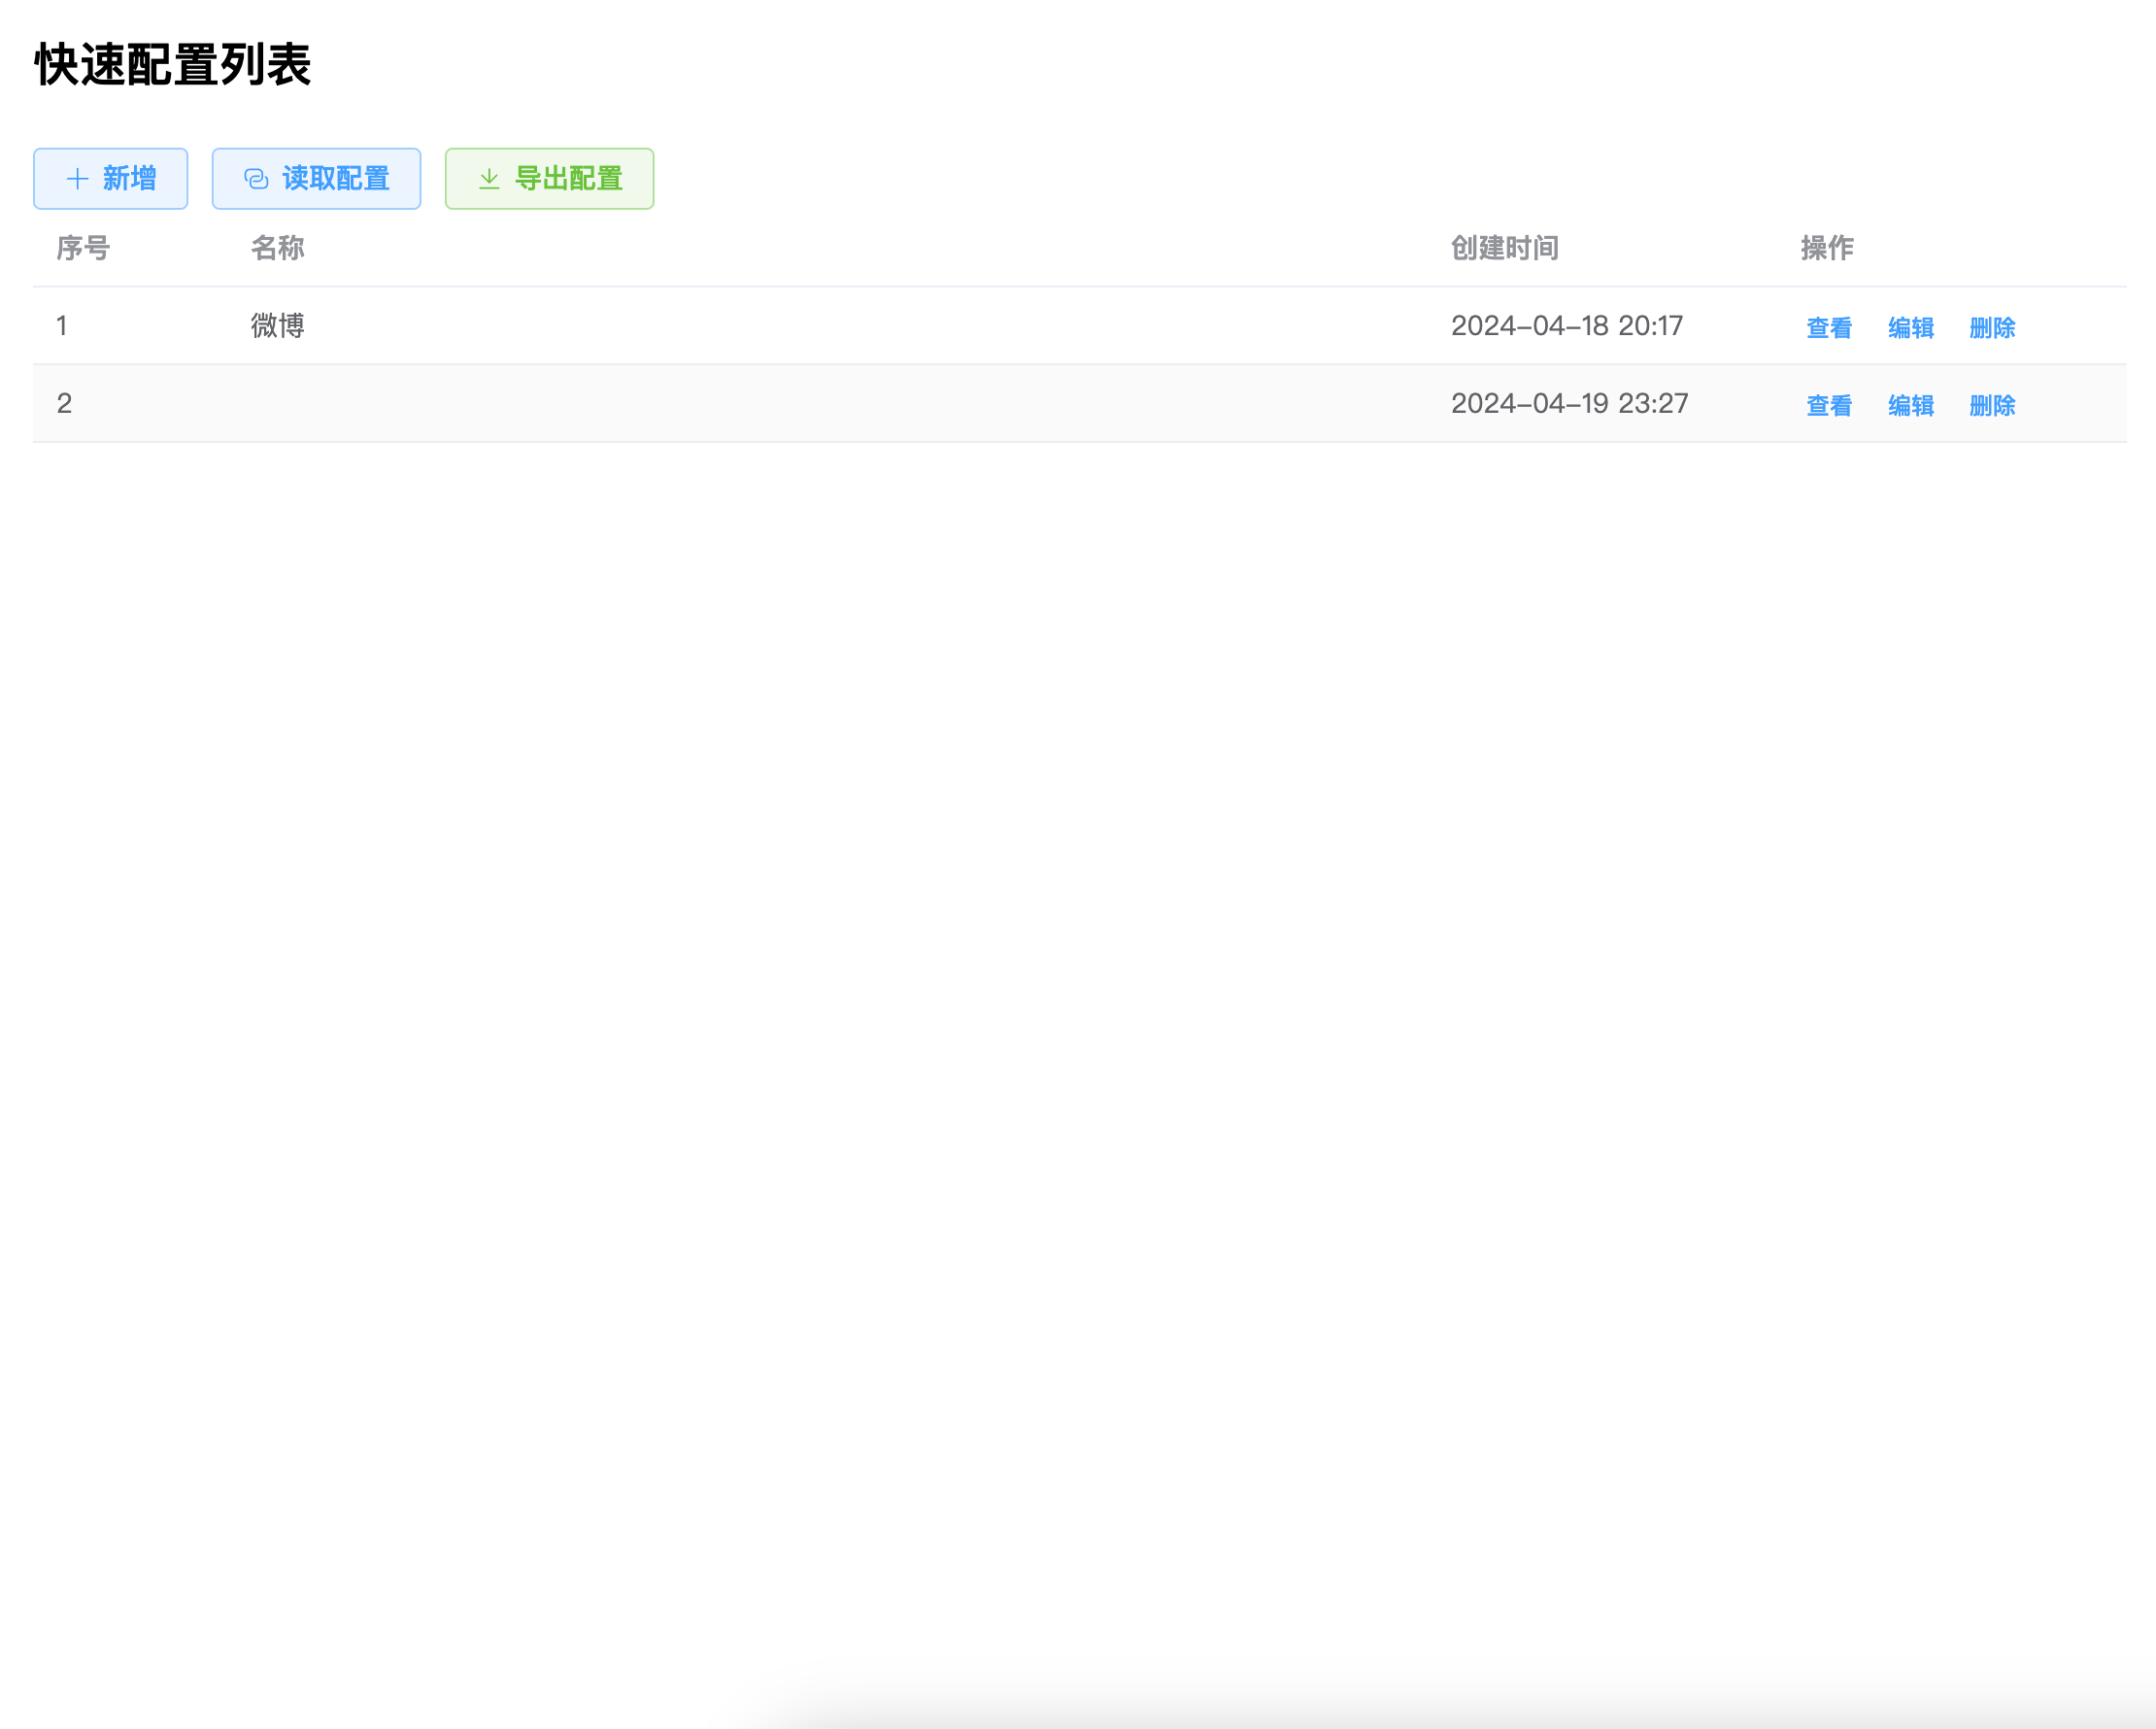 快速配置列表
新增 读取配置 导出配置
序号 名称 创建时间 操作
1 微博 2024-04-18 20:17 查看 编辑 删除
2 2024-04-19 23:27 查看 编辑 删除